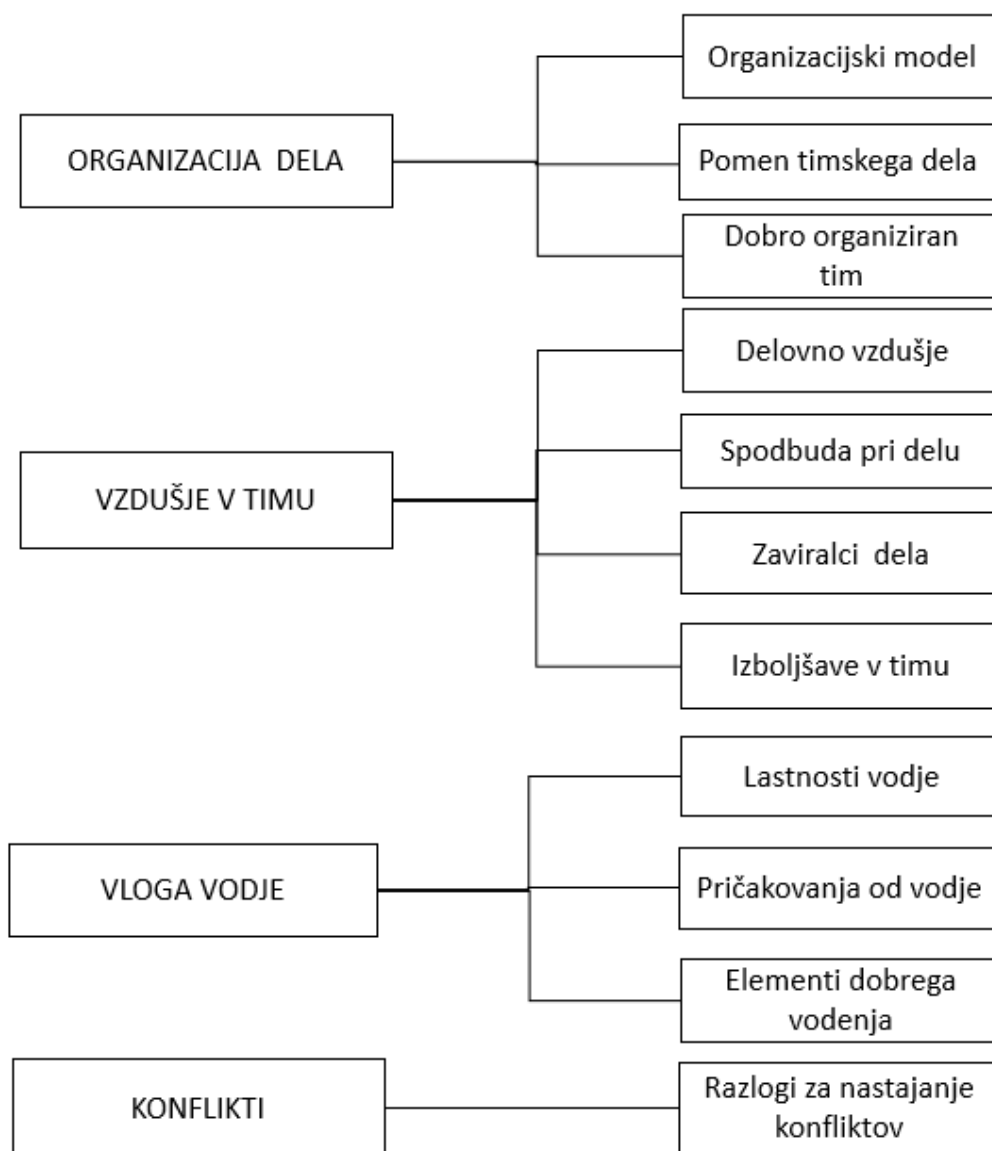 ORGANIZACIJA  DELA
Organizacijski model
Pomen timskega dela
Dobro organiziran
tim
VZDUŠJE V TIMU
Delovno vzdušje
Spodbuda pri delu
Zaviralci  dela
Izboljšave v timu
VLOGA VODJE
Lastnosti vodje
Pričakovanja od vodje
Elementi dobrega
vodenja
KONFLIKTI
Razlogi za nastajanje
konfliktov